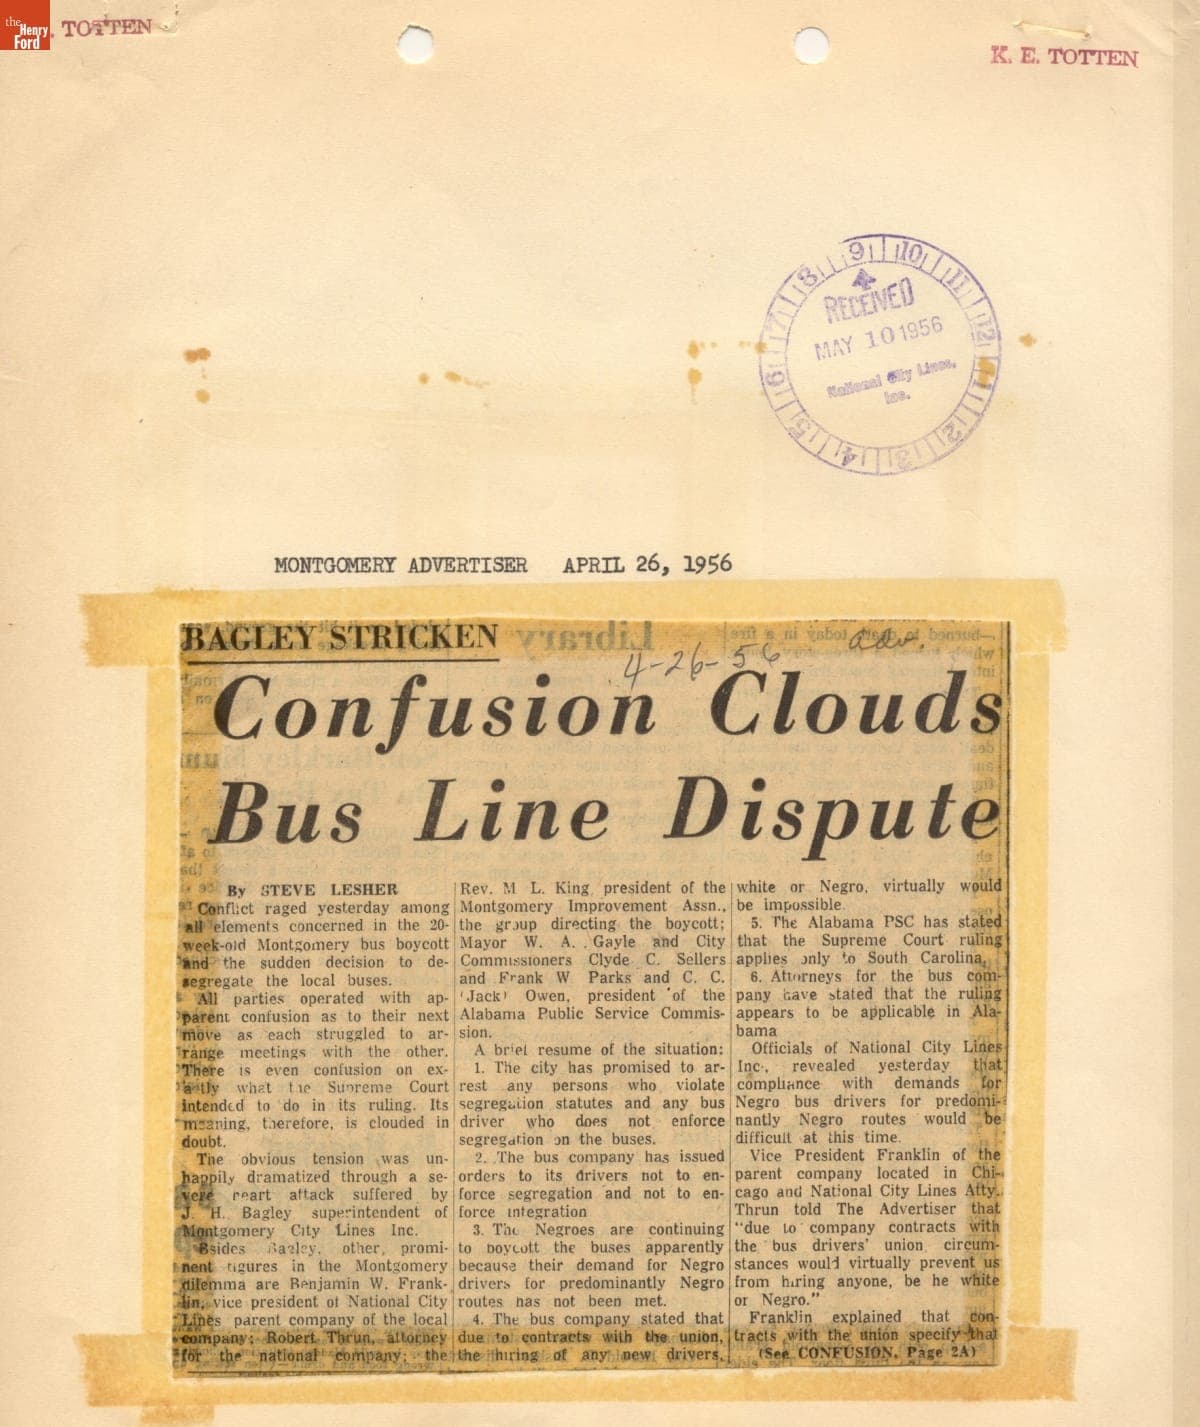 the
Henry
Ford
. TOTTEN
K. E. TOTTEN
8 9 10 11 12 1 2 3 4 5 6 7
RECEIVED
MAY 10 1956
National City Lines,
Inc.
MONTGOMERY ADVERTISER APRIL 26, 1956
BAGLEY STRICKEN
4-26-56 adv.
Confusion Clouds
Bus Line Dispute
By STEVE LESHER
Conflict raged yesterday among
all elements concerned in the 20-
week-old Montgomery bus boycott
and the sudden decision to de-
segregate the local buses.
All parties operated with ap-
parent confusion as to their next
move as each struggled to ar-
range meetings with the other.
There is even confusion on ex-
actly what the Supreme Court
intended to do in its ruling. Its
meaning, therefore, is clouded in
doubt.
The obvious tension was un-
happily dramatized through a se-
vere heart attack suffered by
J. H. Bagley superintendent of
Montgomery City Lines Inc.
Bsides Bagley, other, promi-
nent figures in the Montgomery
dilemma are Benjamin W. Frank-
lin, vice president of National City
Lines parent company of the local
company; Robert Thrun, attorney
for the national company; the
Rev. M L. King, president of the
Montgomery Improvement Assn.,
the group directing the boycott;
Mayor W. A. Gayle and City
Commissioners Clyde C. Sellers
and Frank W Parks and C. C.
'Jack' Owen, president of the
Alabama Public Service Commis-
sion.
A brief resume of the situation:
1. The city has promised to ar-
rest any persons who violate
segregation statutes and any bus
driver who does not enforce
segregation on the buses.
2. The bus company has issued
orders to its drivers not to en-
force segregation and not to en-
force integration
3. The Negroes are continuing
to boycott the buses apparently
because their demand for Negro
drivers for predominantly Negro
routes has not been met.
4. The bus company stated that
due to contracts with the union,
the hiring of any new drivers,
white or Negro, virtually would
be impossible.
5. The Alabama PSC has stated
that the Supreme Court ruling
applies only to South Carolina.
6. Attorneys for the bus com-
pany have stated that the ruling
appears to be applicable in Ala-
bama
Officials of National City Lines
Inc., revealed yesterday that
compliance with demands for
Negro bus drivers for predomi-
nantly Negro routes would be
difficult at this time.
Vice President Franklin of the
parent company located in Chi-
cago and National City Lines Atty.
Thrun told The Advertiser that
"due to company contracts with
the bus drivers' union circum-
stances would virtually prevent us
from hiring anyone, be he white
or Negro."
Franklin explained that con-
tracts with the union specify that
(See CONFUSION, Page 2A)